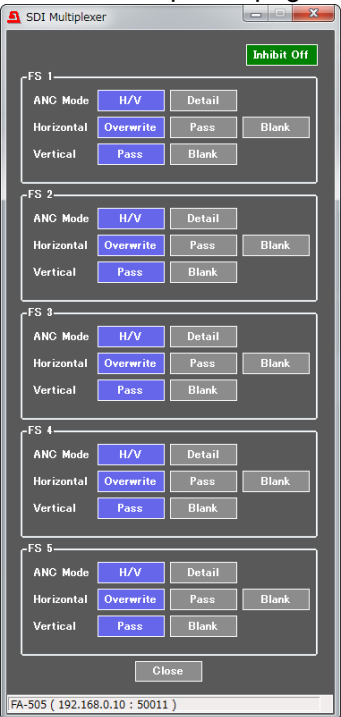 SDI Multiplexer
Inhibit Off
FS 1
ANC Mode H/V Detail
Horizontal Overwrite Pass Blank
Vertical Pass Blank
FS 2
ANC Mode H/V Detail
Horizontal Overwrite Pass Blank
Vertical Pass Blank
FS 3
ANC Mode H/V Detail
Horizontal Overwrite Pass Blank
Vertical Pass Blank
FS 4
ANC Mode H/V Detail
Horizontal Overwrite Pass Blank
Vertical Pass Blank
FS 5
ANC Mode H/V Detail
Horizontal Overwrite Pass Blank
Vertical Pass Blank
Close
FA-505 ( 192.168.0.10 : 50011 )